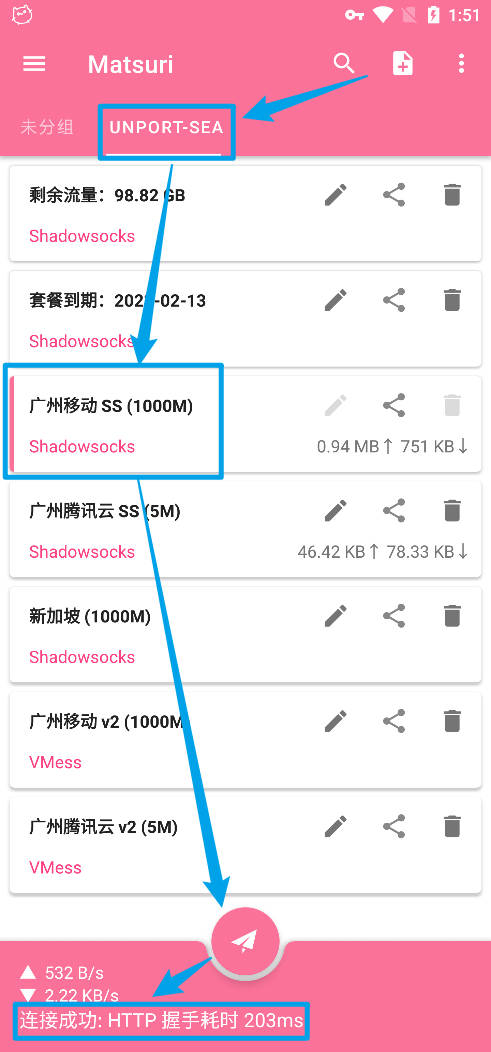 1:51
Matsuri
未分组
UNPORT-SEA
剩余流量：98.82 GB
Shadowsocks
套餐到期：-02-13
Shadowsocks
广州移动 SS (1000M)
Shadowsocks
0.94 MB↑ 751 KB↓
广州腾讯云 SS (5M)
Shadowsocks
46.42 KB↑ 78.33 KB↓
新加坡 (1000M)
Shadowsocks
广州移动 v2 (1000M)
VMess
广州腾讯云 v2 (5M)
VMess
▲ 532 B/s
▼ 2.22 KB/s
连接成功: HTTP 握手耗时 203ms